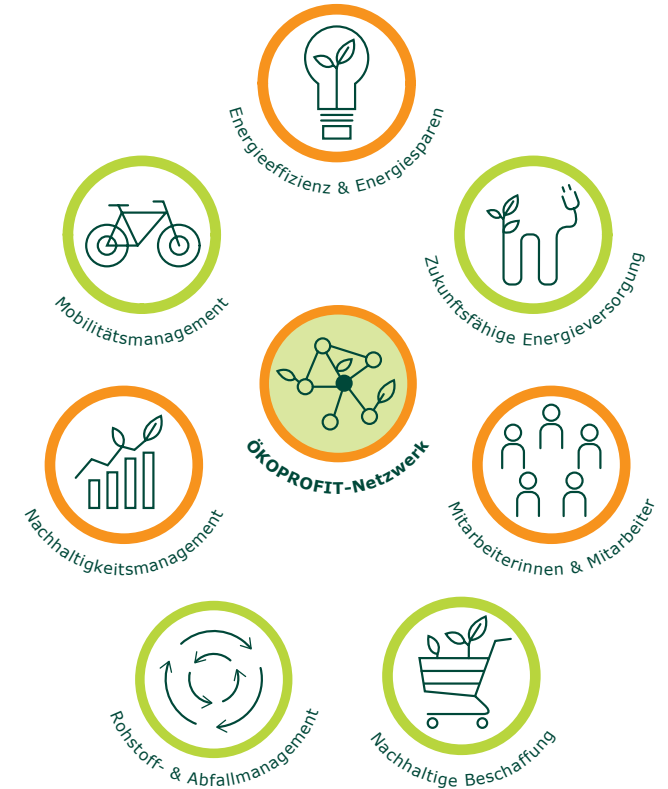 Energieeffizienz & Energiesparen
Mobilitätsmanagement
Zukunftsfähige Energieversorgung
ÖKOPROFIT-Netzwerk
Nachhaltigkeitsmanagement
Mitarbeiterinnen & Mitarbeiter
Rohstoff- & Abfallmanagement
Nachhaltige Beschaffung